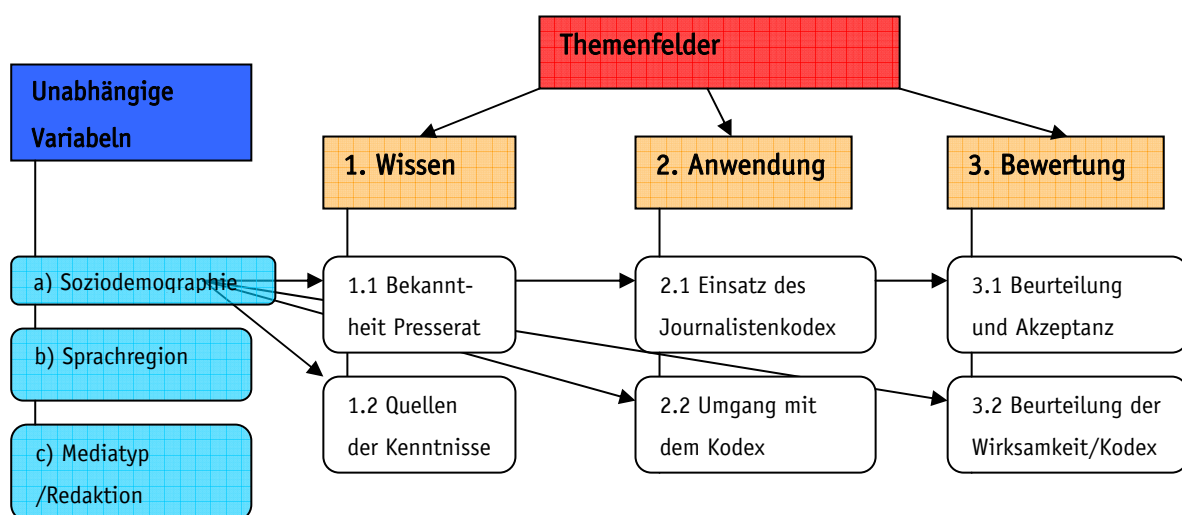 Themenfelder
Unabhängige
Variabeln
1. Wissen
2. Anwendung
3. Bewertung
a) Soziodemographie
1.1 Bekannt-
heit Presserat
2.1 Einsatz des
Journalistenkodex
3.1 Beurteilung
und Akzeptanz
b) Sprachregion
1.2 Quellen
der Kenntnisse
2.2 Umgang mit
dem Kodex
3.2 Beurteilung der
Wirksamkeit/Kodex
c) Mediatyp
/Redaktion